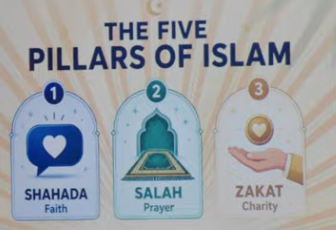 THE FIVE
PILLARS OF ISLAM
1
SHAHADA
Faith
2
SALAH
Prayer
3
ZAKAT
Charity